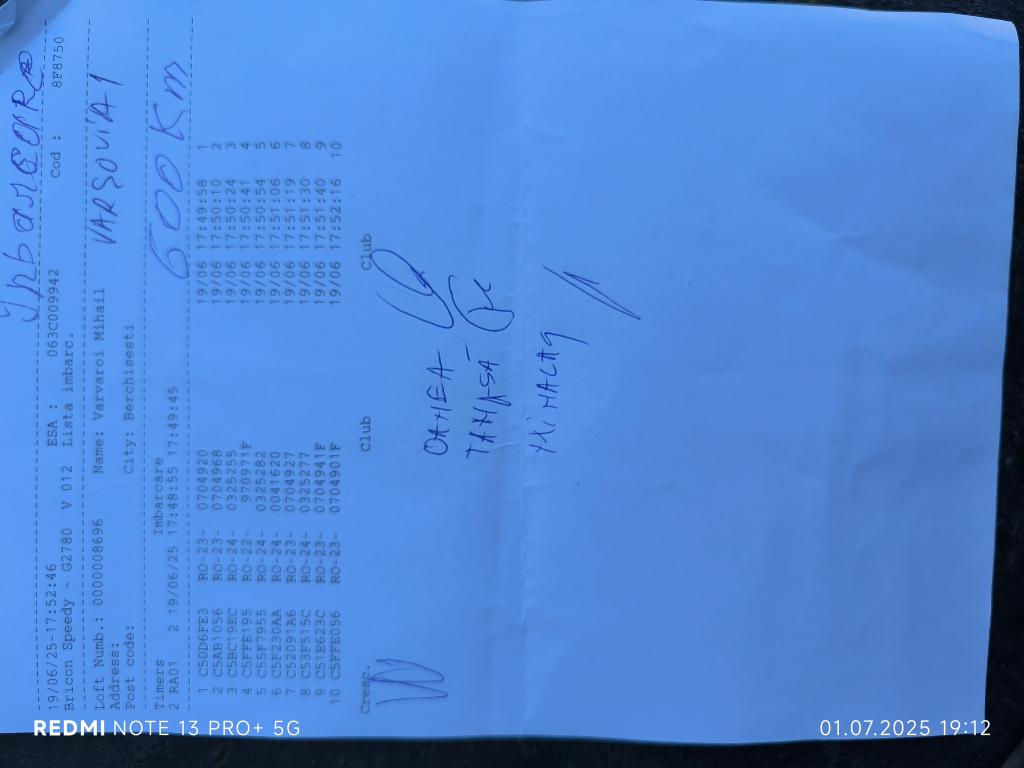 Îmbarcare
19/06/25-17:52:46 ESA : 063C009942 Cod : 8F8750
Bricon Speedy - G2780 V 012 Lista imbarc.
Loft Numb.: 0000008696 Name: Varvaroi Mihail VARSOVIA 1
Address:
Post code: City: Berchisesti
600 Km
Timers Imbarcare
2 RA01 2 19/06/25 17:48:55 17:49:45
1 C50D6FE3 RO-23- 0704920 19/06 17:49:58 1
2 C5AB1056 RO-23- 0704968 19/06 17:50:10 2
3 C5BC19EC RO-24- 0325255 19/06 17:50:24 3
4 C5FFE195 RO-22- 970971F 19/06 17:50:41 4
5 C55F7955 RO-24- 0325282 19/06 17:50:54 5
6 C5F230AA RO-24- 0041620 19/06 17:51:06 6
7 C52091A6 RO-23- 0704927 19/06 17:51:19 7
8 C53F515C RO-24- 0325277 19/06 17:51:30 8
9 C51E623C RO-23- 0704941F 19/06 17:51:40 9
10 C5FFE056 RO-23- 0704901F 19/06 17:52:16 10
Cresc. Club Club
OANEA
REDMI NOTE 13 PRO+ 5G
01.07.2025 19:12